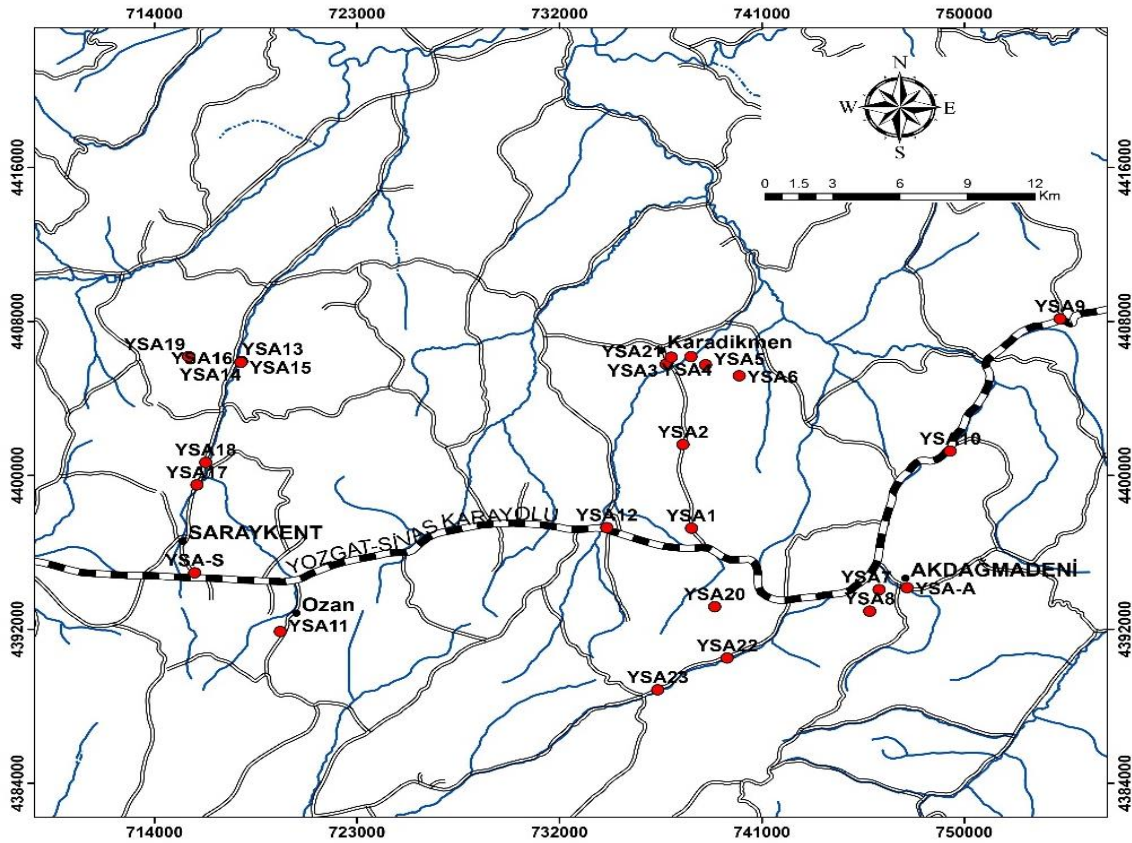 714000 723000 732000 741000 750000
N
W E
S
4416000 4416000
0 1.5 3 6 9 12
Km
4408000 4408000
YSA9
YSA19 YSA16 YSA13
YSA14 YSA15
YSA21 Karadikmen
YSA3 YSA4 YSA5
YSA6
YSA2
YSA10
YSA18
YSA17
4400000 4400000
YOZGAT-SİVAS KARAYOLU
YSA12 YSA1
SARAYKENT
YSA-S
AKDAĞMADENİ
YSA7 YSA-A
YSA8
YSA20
Ozan
YSA11
4392000 4392000
YSA22
YSA23
4384000 4384000
714000 723000 732000 741000 750000